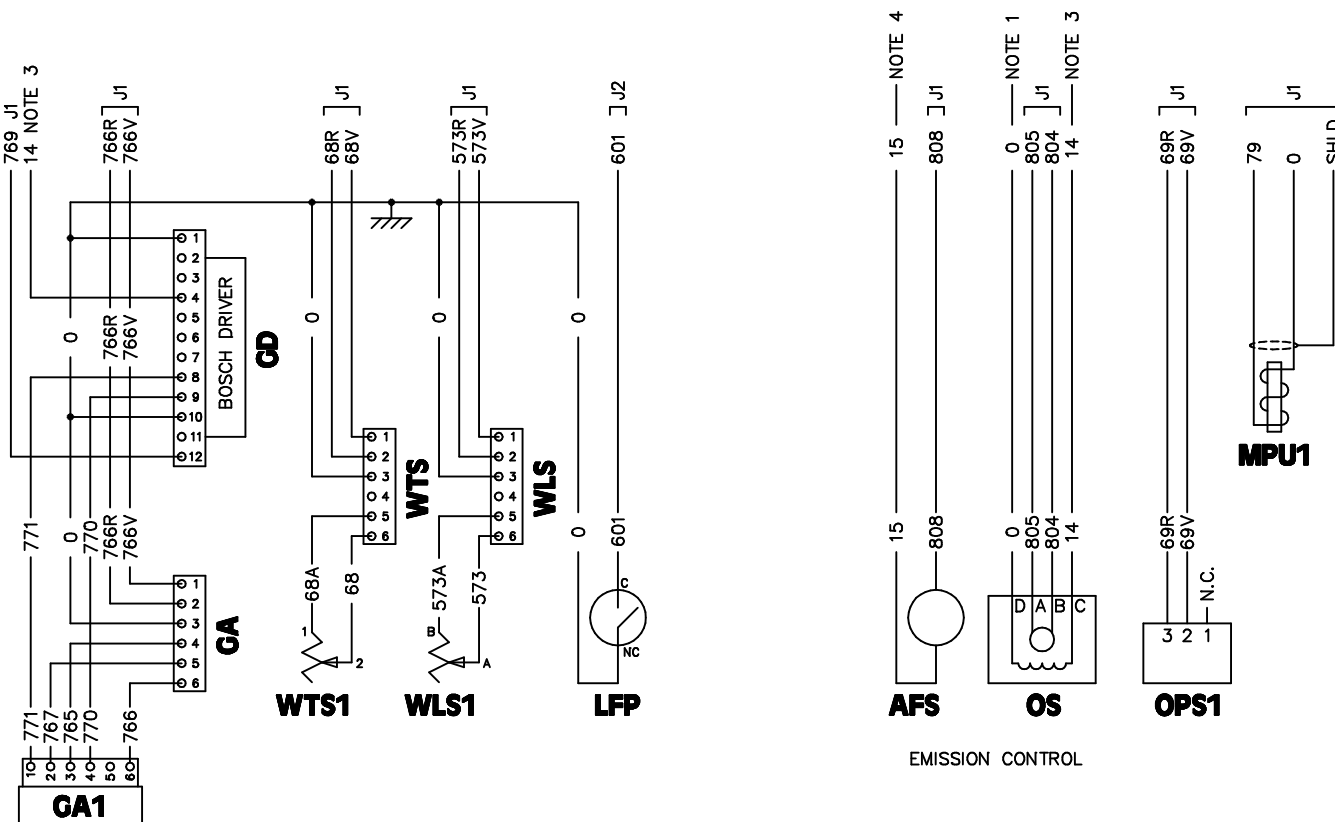 769 J1
14 NOTE 3
J1
766R
766V
J1
68R
68V
J1
573R
573V
J2
601
NOTE 4
15
J1
808
NOTE 1
0
J1
805
804
NOTE 3
14
J1
69R
69V
J1
79
0
SHLD
1
2
3
4
5
6
7
8
9
10
11
12
BOSCH DRIVER
GD
0
766R
766V
0
0
0
1
2
3
4
5
6
WTS
1
2
3
4
5
6
WLS
MPU1
771
0
770
766R
766V
0
601
15
808
0
805
804
14
69R
69V
N.C.
1
2
3
4
5
6
GA
68A
68
1
2
WTS1
573A
573
B
A
WLS1
C
NC
LFP
AFS
D A B C
OS
3 2 1
OPS1
771
767
765
770
766
1 2 3 4 5 6
GA1
EMISSION CONTROL